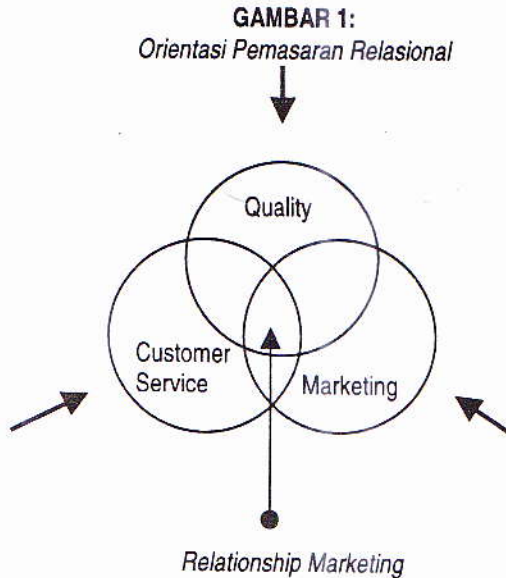 GAMBAR 1:
Orientasi Pemasaran Relasional
Quality
Customer
Service
Marketing
Relationship Marketing